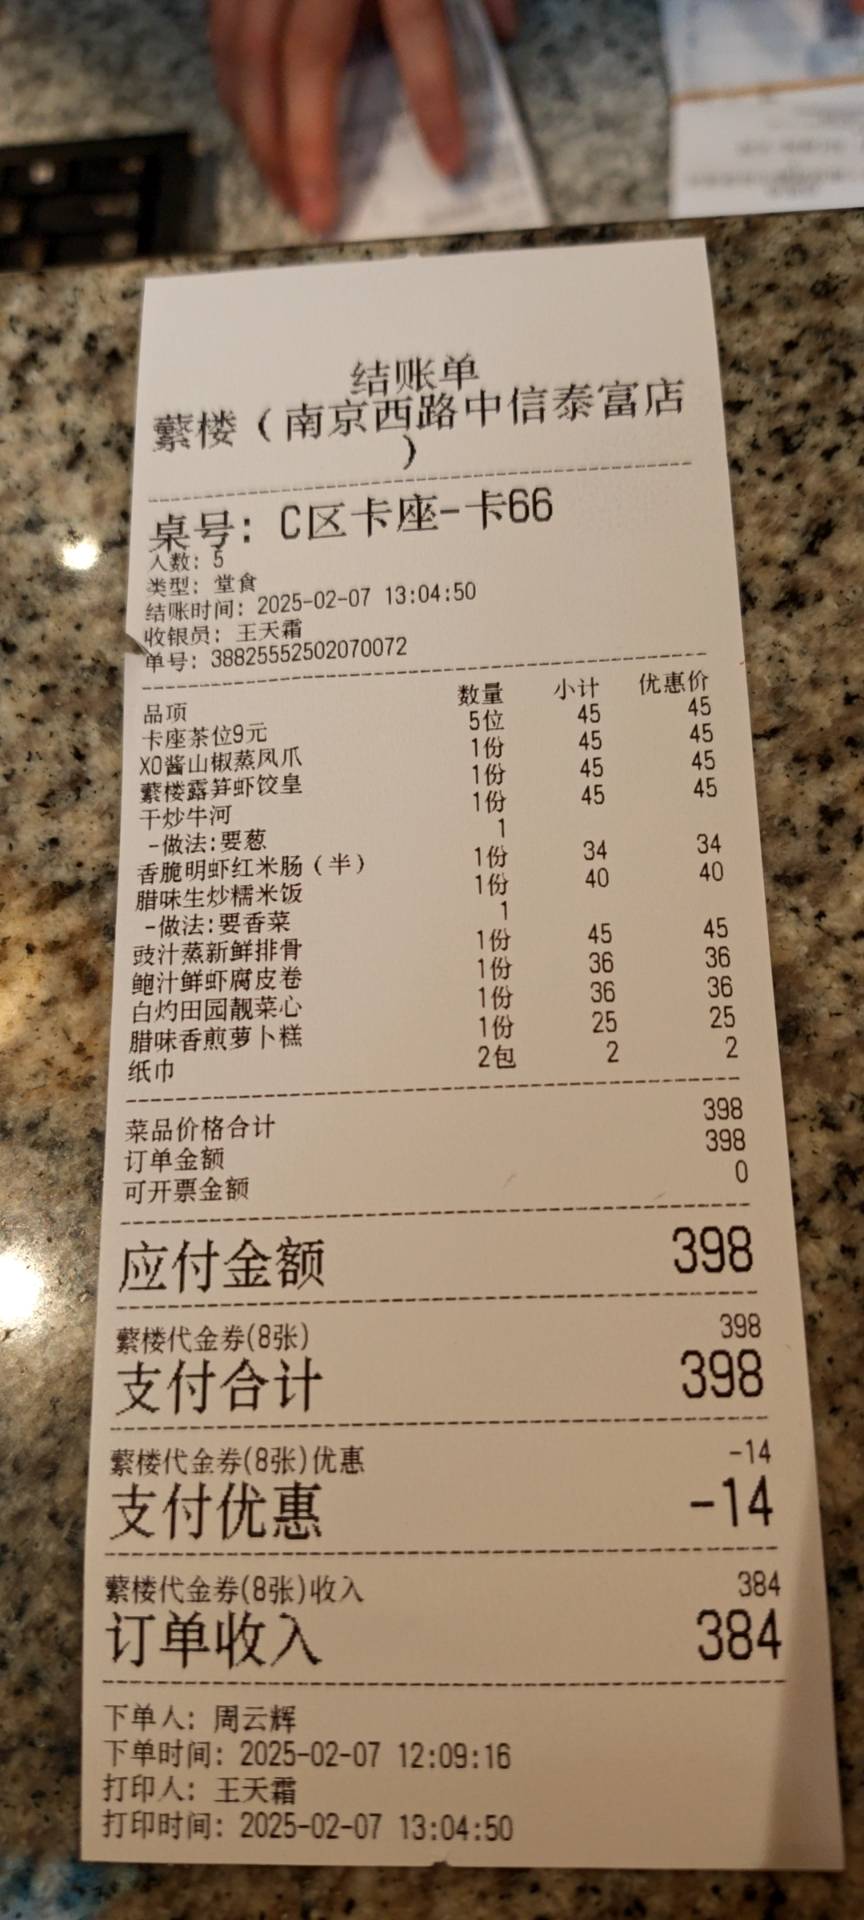 结账单
蘩楼（南京西路中信泰富店
）
桌号: C区卡座-卡66
人数: 5
类型: 堂食
结账时间: 2025-02-07 13:04:50
收银员: 王天霜
单号: 38825552502070072
品项 数量 小计 优惠价
卡座茶位9元 5位 45 45
XO酱山椒蒸凤爪 1份 45 45
蘩楼露笋虾饺皇 1份 45 45
干炒牛河 1份 45 45
-做法:要葱 1
香脆明虾红米肠（半） 1份 34 34
腊味生炒糯米饭 1份 40 40
-做法:要香菜 1
豉汁蒸新鲜排骨 1份 45 45
鲍汁鲜虾腐皮卷 1份 36 36
白灼田园靓菜心 1份 36 36
腊味香煎萝卜糕 1份 25 25
纸巾 2包 2 2
菜品价格合计 398
订单金额 398
可开票金额 0
应付金额 398
蘩楼代金券(8张) 398
支付合计 398
蘩楼代金券(8张)优惠 -14
支付优惠 -14
蘩楼代金券(8张)收入 384
订单收入 384
下单人: 周云辉
下单时间: 2025-02-07 12:09:16
打印人: 王天霜
打印时间: 2025-02-07 13:04:50